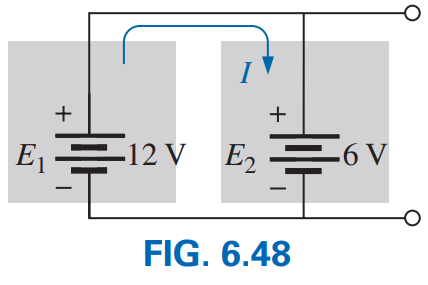 I
+ +
E1 12 V E2 6 V
– –
FIG. 6.48